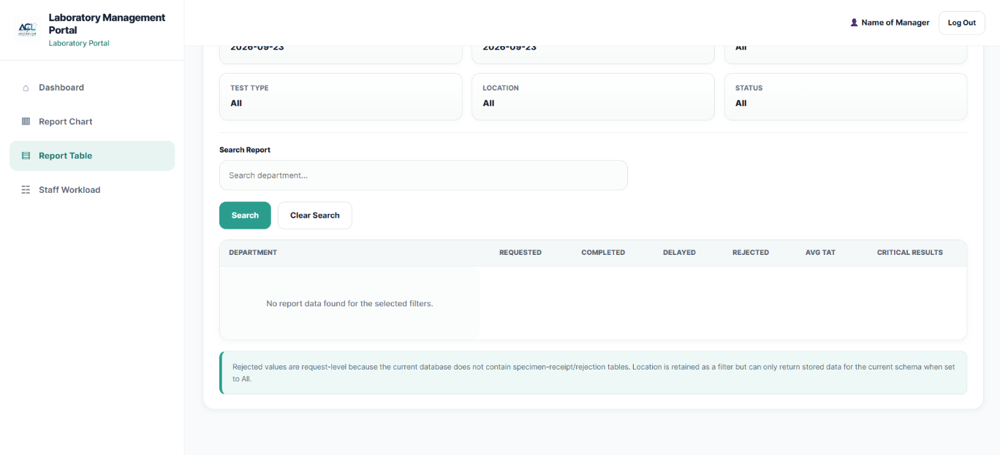 Laboratory Management
Portal
Laboratory Portal
ACL
AUSTRALIAN
Name of Manager
Log Out
Dashboard
Report Chart
Report Table
Staff Workload
2026-09-23
2026-09-23
All
TEST TYPE
All
LOCATION
All
STATUS
All
Search Report
Search department...
Search
Clear Search
DEPARTMENT REQUESTED COMPLETED DELAYED REJECTED AVG TAT CRITICAL RESULTS
No report data found for the selected filters.
Rejected values are request-level because the current database does not contain specimen-receipt/rejection tables. Location is retained as a filter but can only return stored data for the current schema when set
to All.